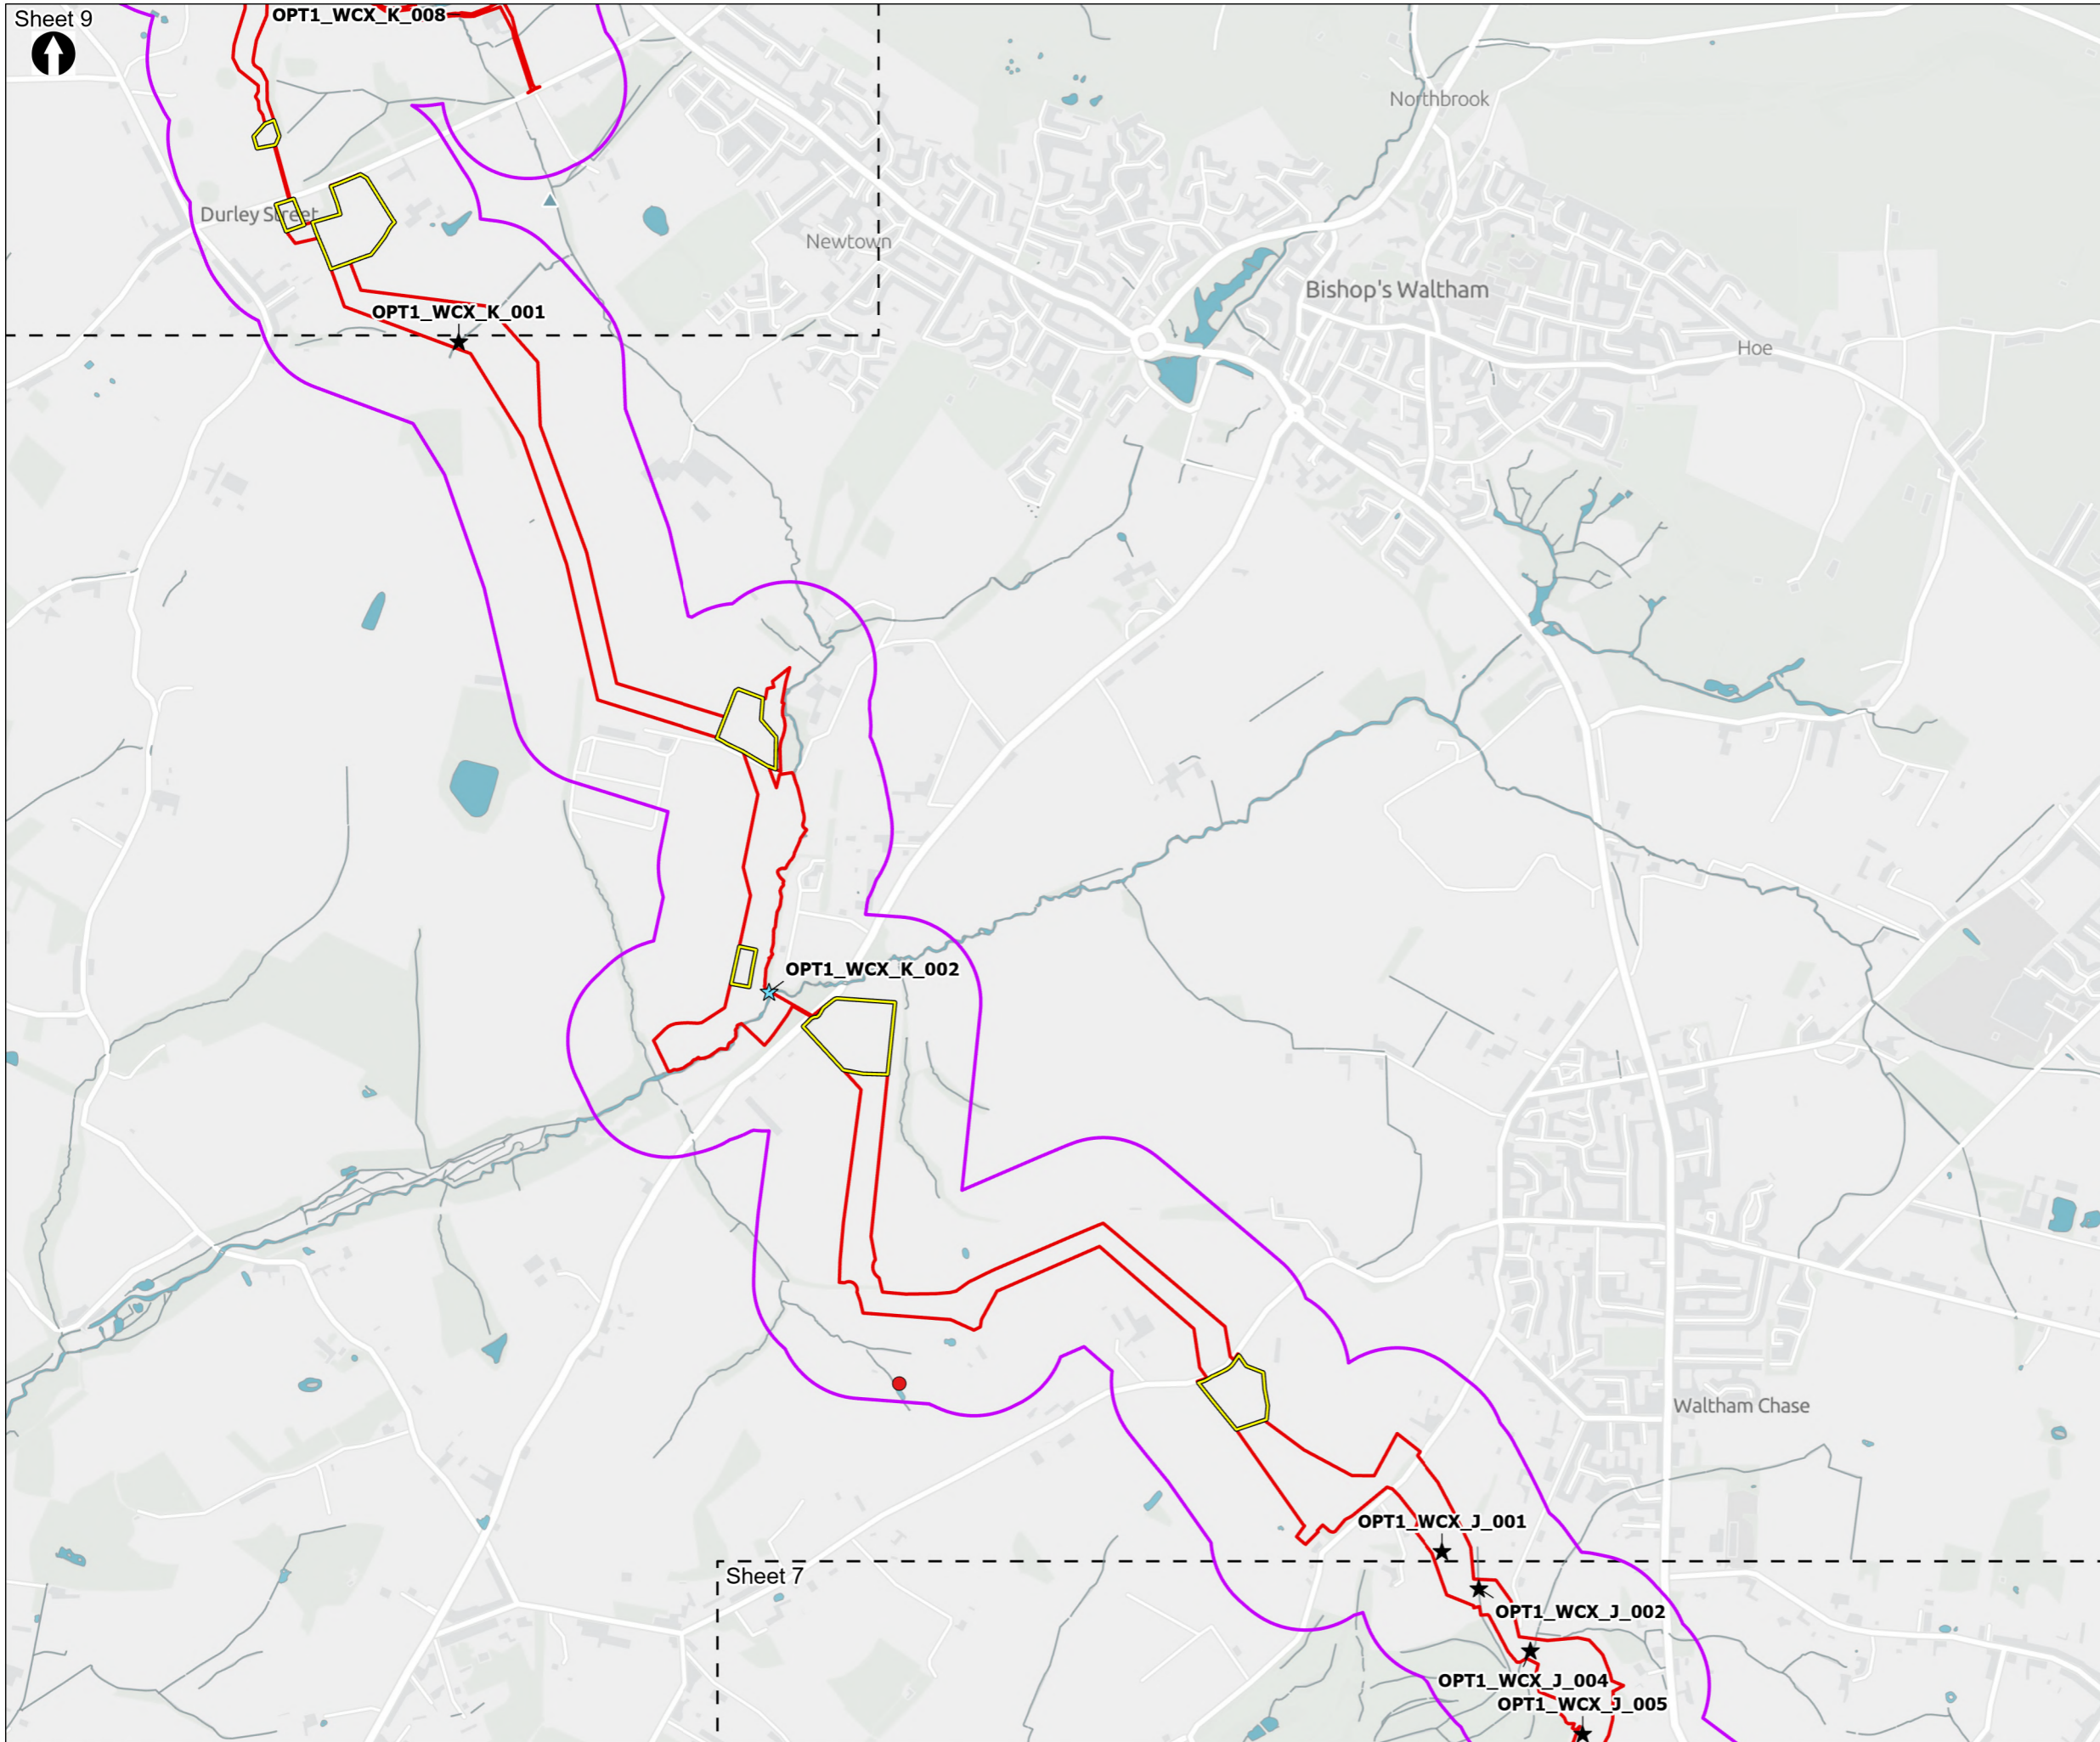 Sheet 9
OPT1_WCX_K_008
Northbrook
Durley Street
Newtown
Bishop's Waltham
OPT1_WCX_K_001
Hoe
OPT1_WCX_K_002
Waltham Chase
OPT1_WCX_J_001
Sheet 7
OPT1_WCX_J_002
OPT1_WCX_J_004
OPT1_WCX_J_005